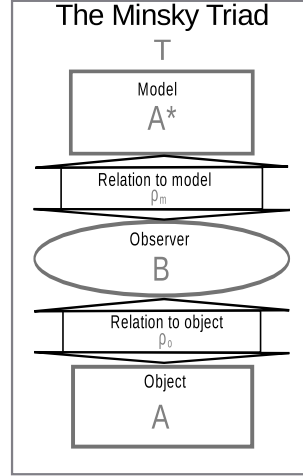 The Minsky Triad
T
Model
A*
Relation to model
ρm
Observer
B
Relation to object
ρo
Object
A